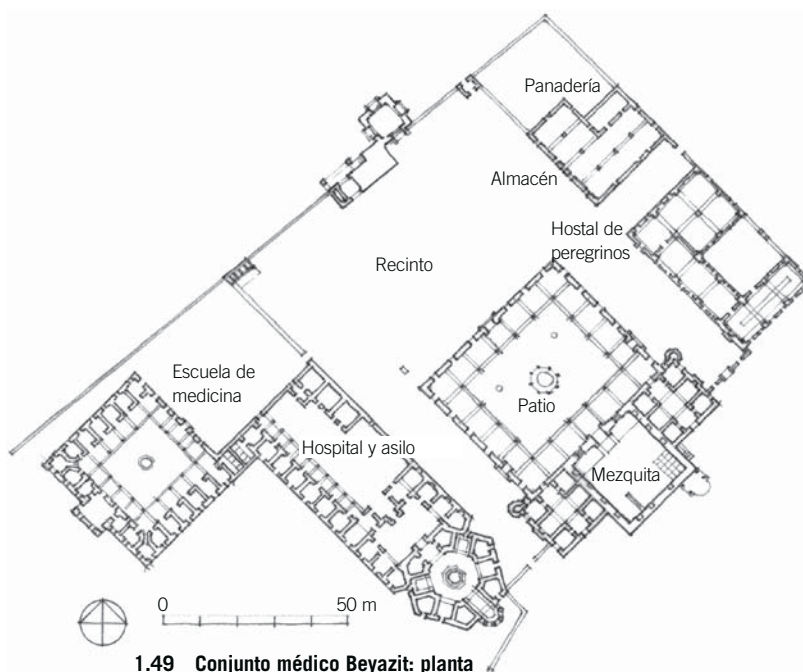 Panadería
Almacén
Hostal de
peregrinos
Recinto
Escuela de
medicina
Patio
Hospital y asilo
Mezquita
0 50 m
1.49 Conjunto médico Beyazit: planta